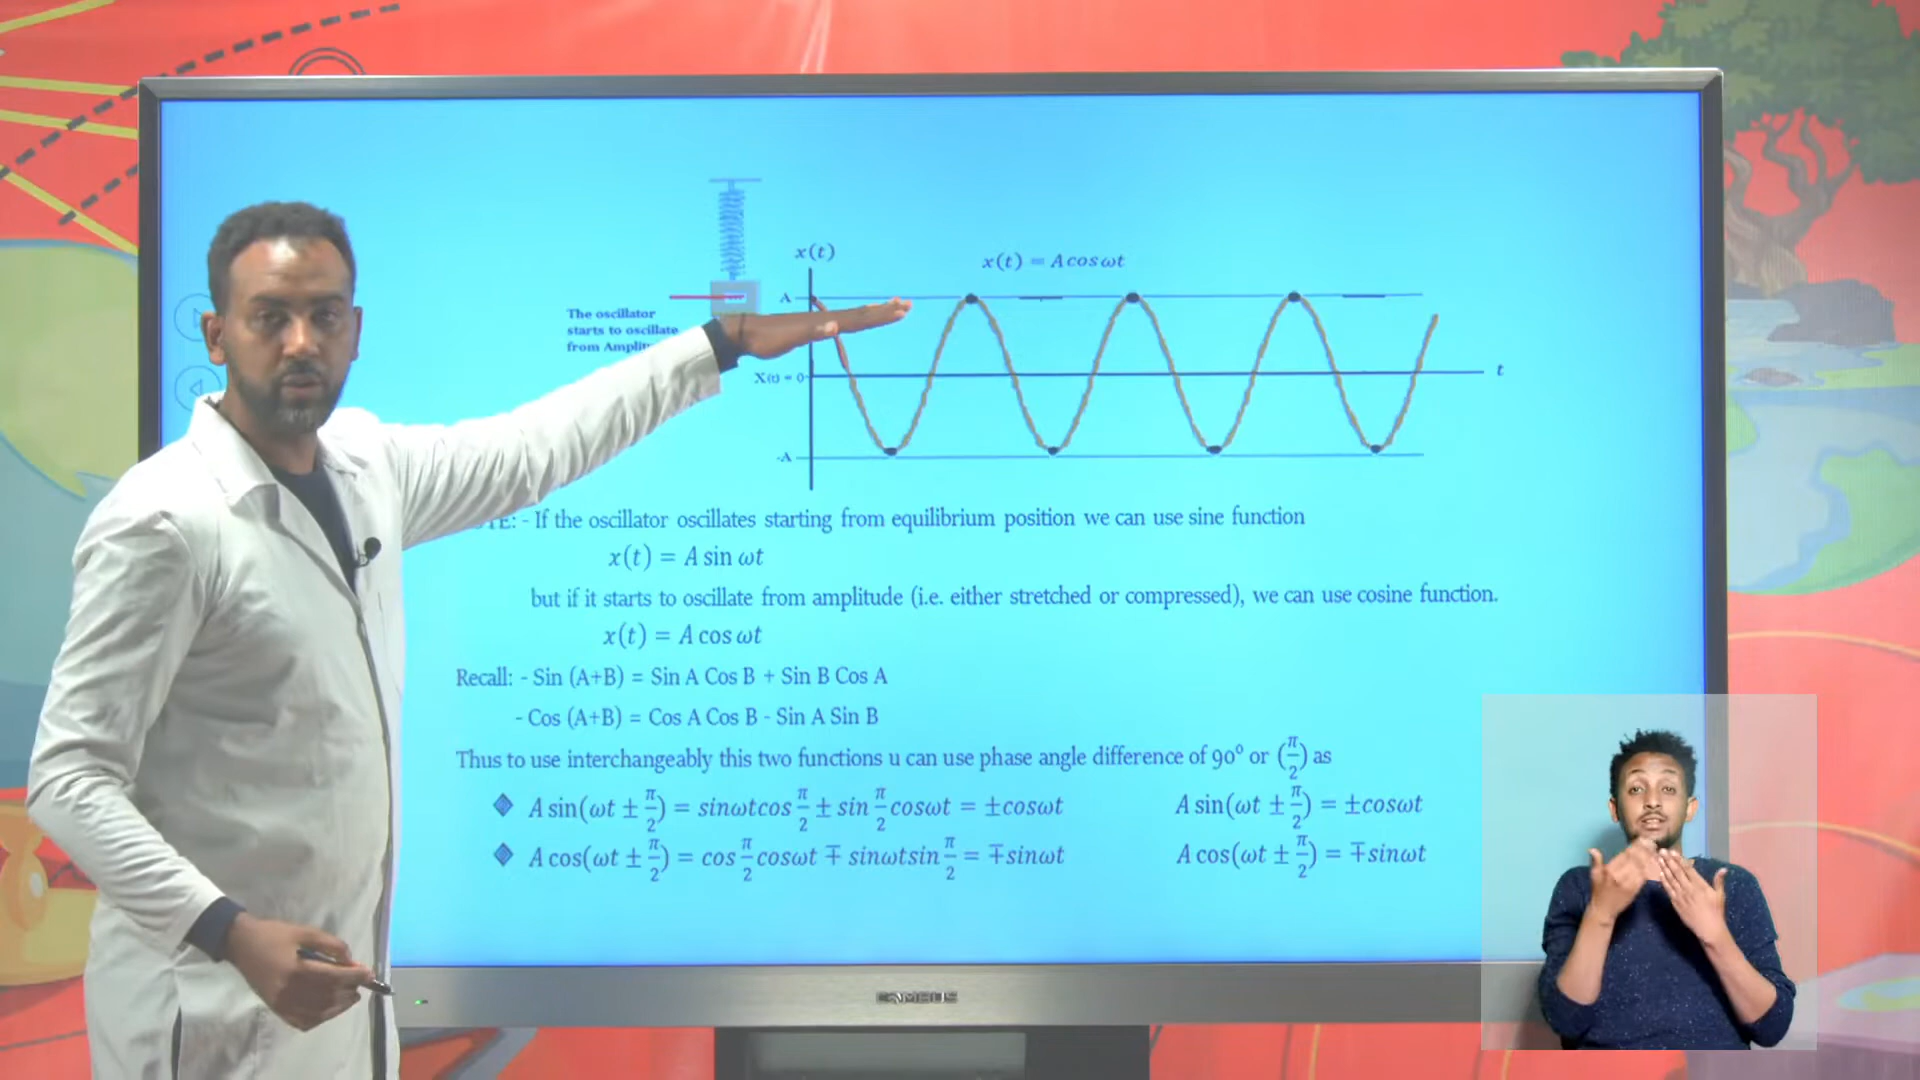 x(t)
x(t) = A cos ωt
A
The oscillator
starts to oscillate
from
X(t) = 0
t
-A
: - If the oscillator oscillates starting from equilibrium position we can use sine function
x(t) = A sin ωt
but if it starts to oscillate from amplitude (i.e. either stretched or compressed), we can use cosine function.
x(t) = A cos ωt
Recall: - Sin (A+B) = Sin A Cos B + Sin B Cos A
- Cos (A+B) = Cos A Cos B - Sin A Sin B
Thus to use interchangeably this two functions u can use phase angle difference of 90⁰ or (π/2) as
A sin(ωt ± π/2) = sinωtcos π/2 ± sin π/2 cosωt = ±cosωt A sin(ωt ± π/2) = ±cosωt
A cos(ωt ± π/2) = cos π/2 cosωt ∓ sinωtsin π/2 = ∓sinωt A cos(ωt ± π/2) = ∓sinωt